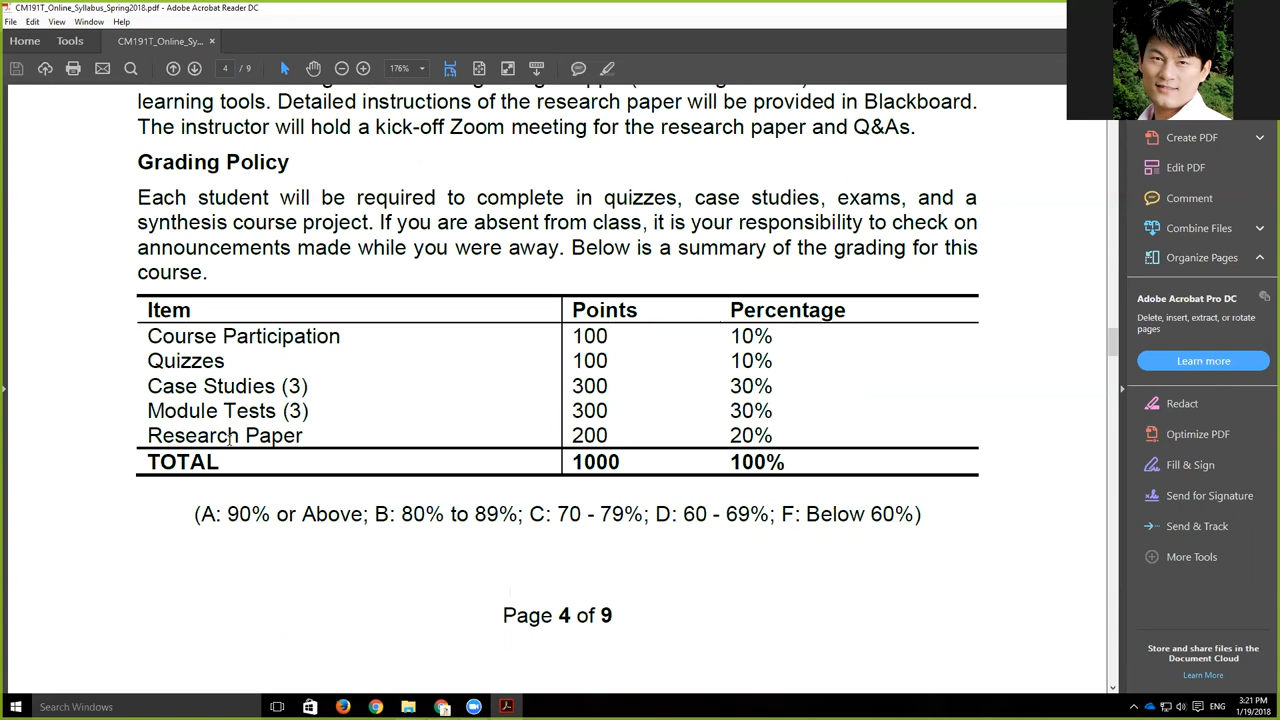 CM191T_Online_Syllabus_Spring2018.pdf - Adobe Acrobat Reader DC
File Edit View Window Help
Home Tools CM191T_Online_Sy... ×
4 / 9 176%
learning tools. Detailed instructions of the research paper will be provided in Blackboard.
The instructor will hold a kick-off Zoom meeting for the research paper and Q&As.
Grading Policy
Each student will be required to complete in quizzes, case studies, exams, and a
synthesis course project. If you are absent from class, it is your responsibility to check on
announcements made while you were away. Below is a summary of the grading for this
course.
Item Points Percentage
Course Participation 100 10%
Quizzes 100 10%
Case Studies (3) 300 30%
Module Tests (3) 300 30%
Research Paper 200 20%
TOTAL 1000 100%
(A: 90% or Above; B: 80% to 89%; C: 70 - 79%; D: 60 - 69%; F: Below 60%)
Page 4 of 9
Create PDF
Edit PDF
Comment
Combine Files
Organize Pages
Adobe Acrobat Pro DC
Delete, insert, extract, or rotate
pages
Learn more
Redact
Optimize PDF
Fill & Sign
Send for Signature
Send & Track
More Tools
Store and share files in the
Document Cloud
Learn More
Search Windows
ENG
3:21 PM
1/19/2018